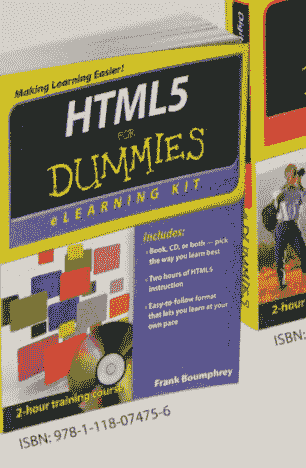 Making Learning Easier!
HTML5
FOR
DUMMIES
eLEARNING KIT
Includes:
· Book, CD, or both — pick
the way you learn best
· Two hours of HTML5
instruction
· Easy-to-follow format
that lets you learn at your
own pace
2-hour training course
Frank Boumphrey
ISBN: 978-1-118-07475-6
Digi
DUMMIES
2-hour
ISBN: